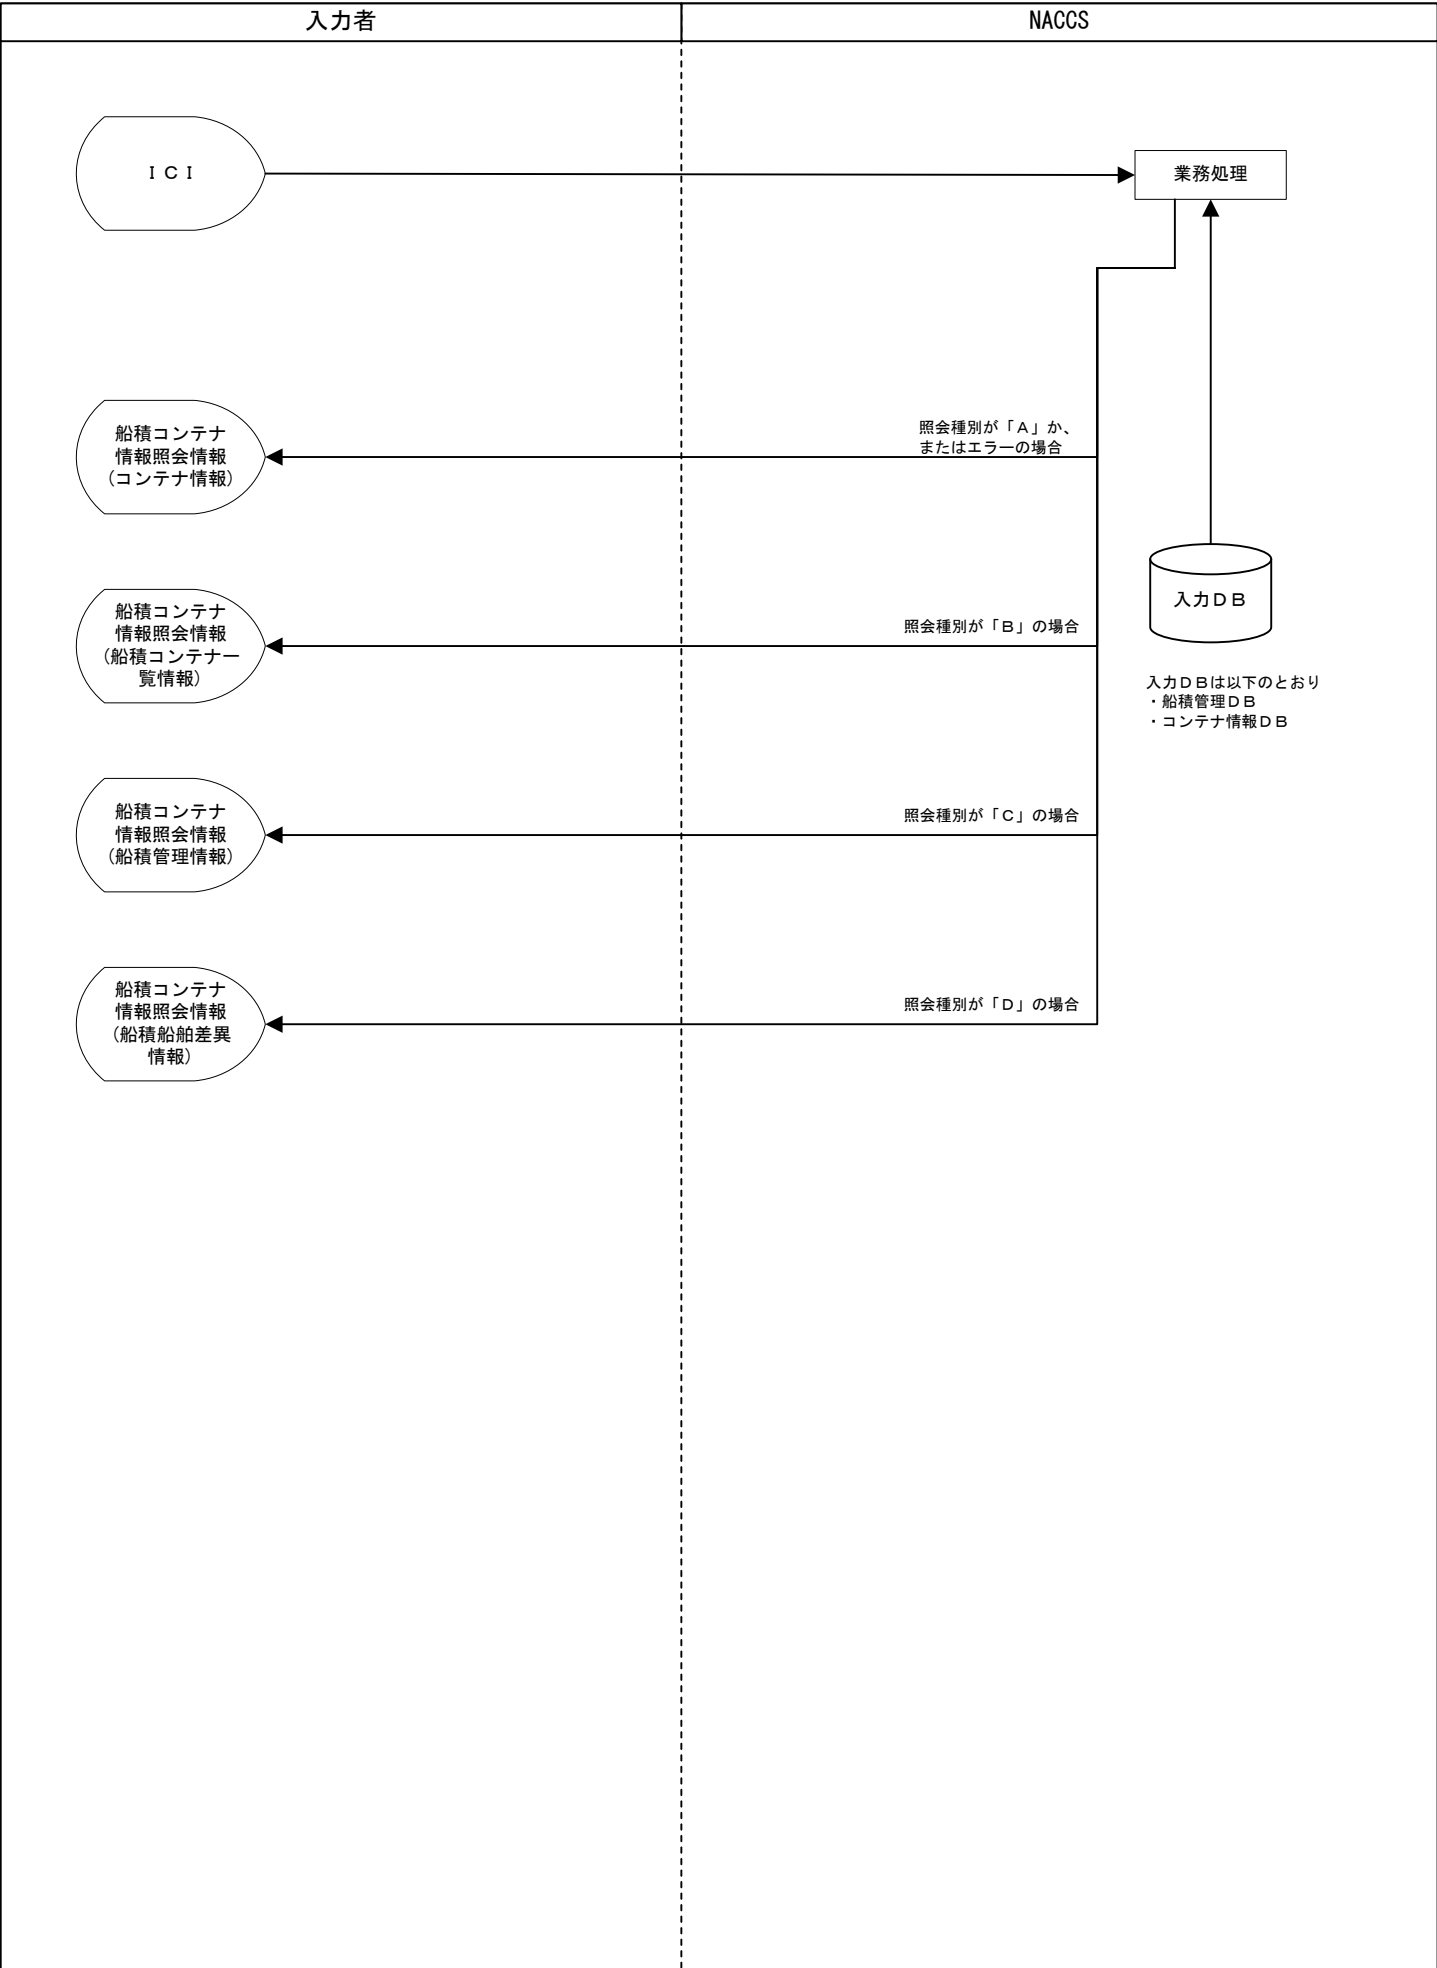 入力者
NACCS
ＩＣＩ
業務処理
船積コンテナ
情報照会情報
（コンテナ情報）
照会種別が「Ａ」か、
またはエラーの場合
船積コンテナ
情報照会情報
（船積コンテナ一
覧情報）
照会種別が「Ｂ」の場合
入力ＤＢ
入力ＤＢは以下のとおり
・船積管理ＤＢ
・コンテナ情報ＤＢ
船積コンテナ
情報照会情報
（船積管理情報）
照会種別が「Ｃ」の場合
船積コンテナ
情報照会情報
（船積船舶差異
情報）
照会種別が「Ｄ」の場合